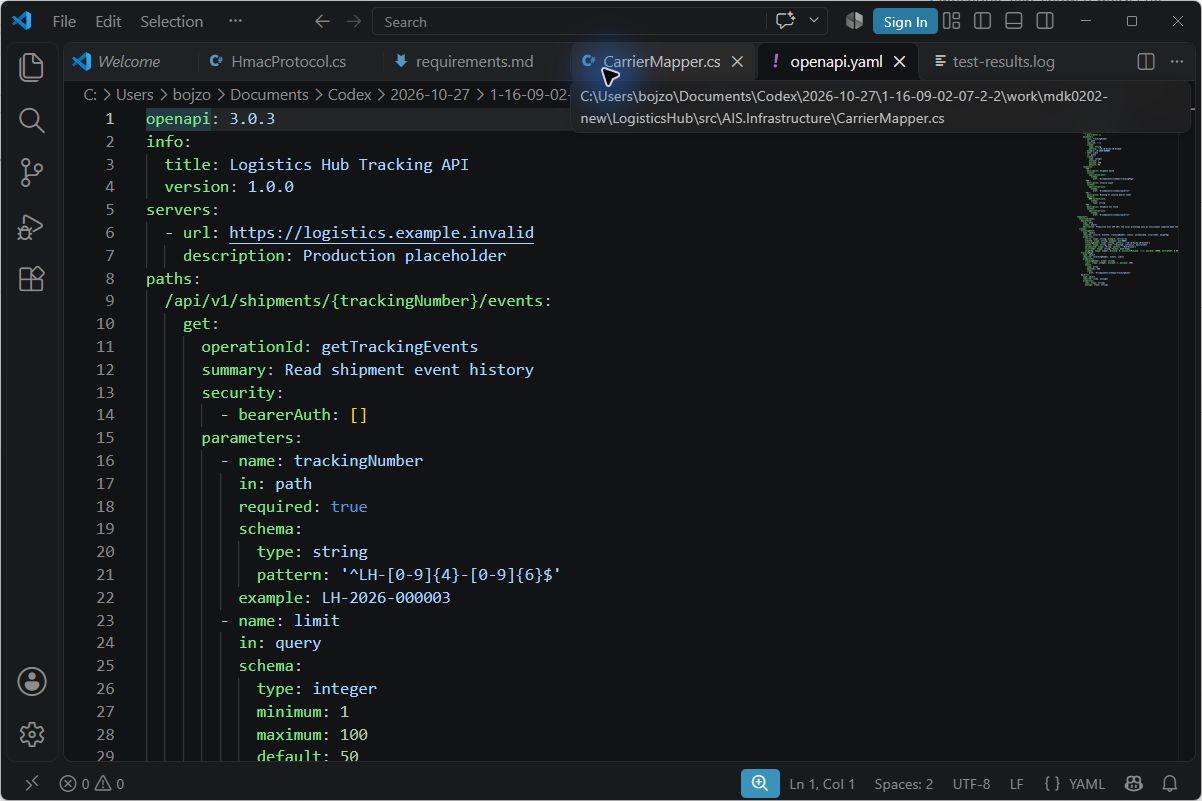 File Edit Selection ··· Search Sign In
Welcome HmacProtocol.cs requirements.md CarrierMapper.cs openapi.yaml test-results.log
C: > Users > bojzo > Documents > Codex > 2026-10-27 > 1-16-09-02-
C:\Users\bojzo\Documents\Codex\2026-10-27\1-16-09-02-07-2-2\work\mdk0202-
new\LogisticsHub\src\AIS.Infrastructure\CarrierMapper.cs
1 openapi: 3.0.3
2 info:
3   title: Logistics Hub Tracking API
4   version: 1.0.0
5 servers:
6   - url: https://logistics.example.invalid
7     description: Production placeholder
8 paths:
9   /api/v1/shipments/{trackingNumber}/events:
10     get:
11       operationId: getTrackingEvents
12       summary: Read shipment event history
13       security:
14         - bearerAuth: []
15       parameters:
16         - name: trackingNumber
17           in: path
18           required: true
19           schema:
20             type: string
21             pattern: '^LH-[0-9]{4}-[0-9]{6}$'
22           example: LH-2026-000003
23         - name: limit
24           in: query
25           schema:
26             type: integer
27             minimum: 1
28             maximum: 100
29             default: 50
0 0 Ln 1, Col 1 Spaces: 2 UTF-8 LF {} YAML